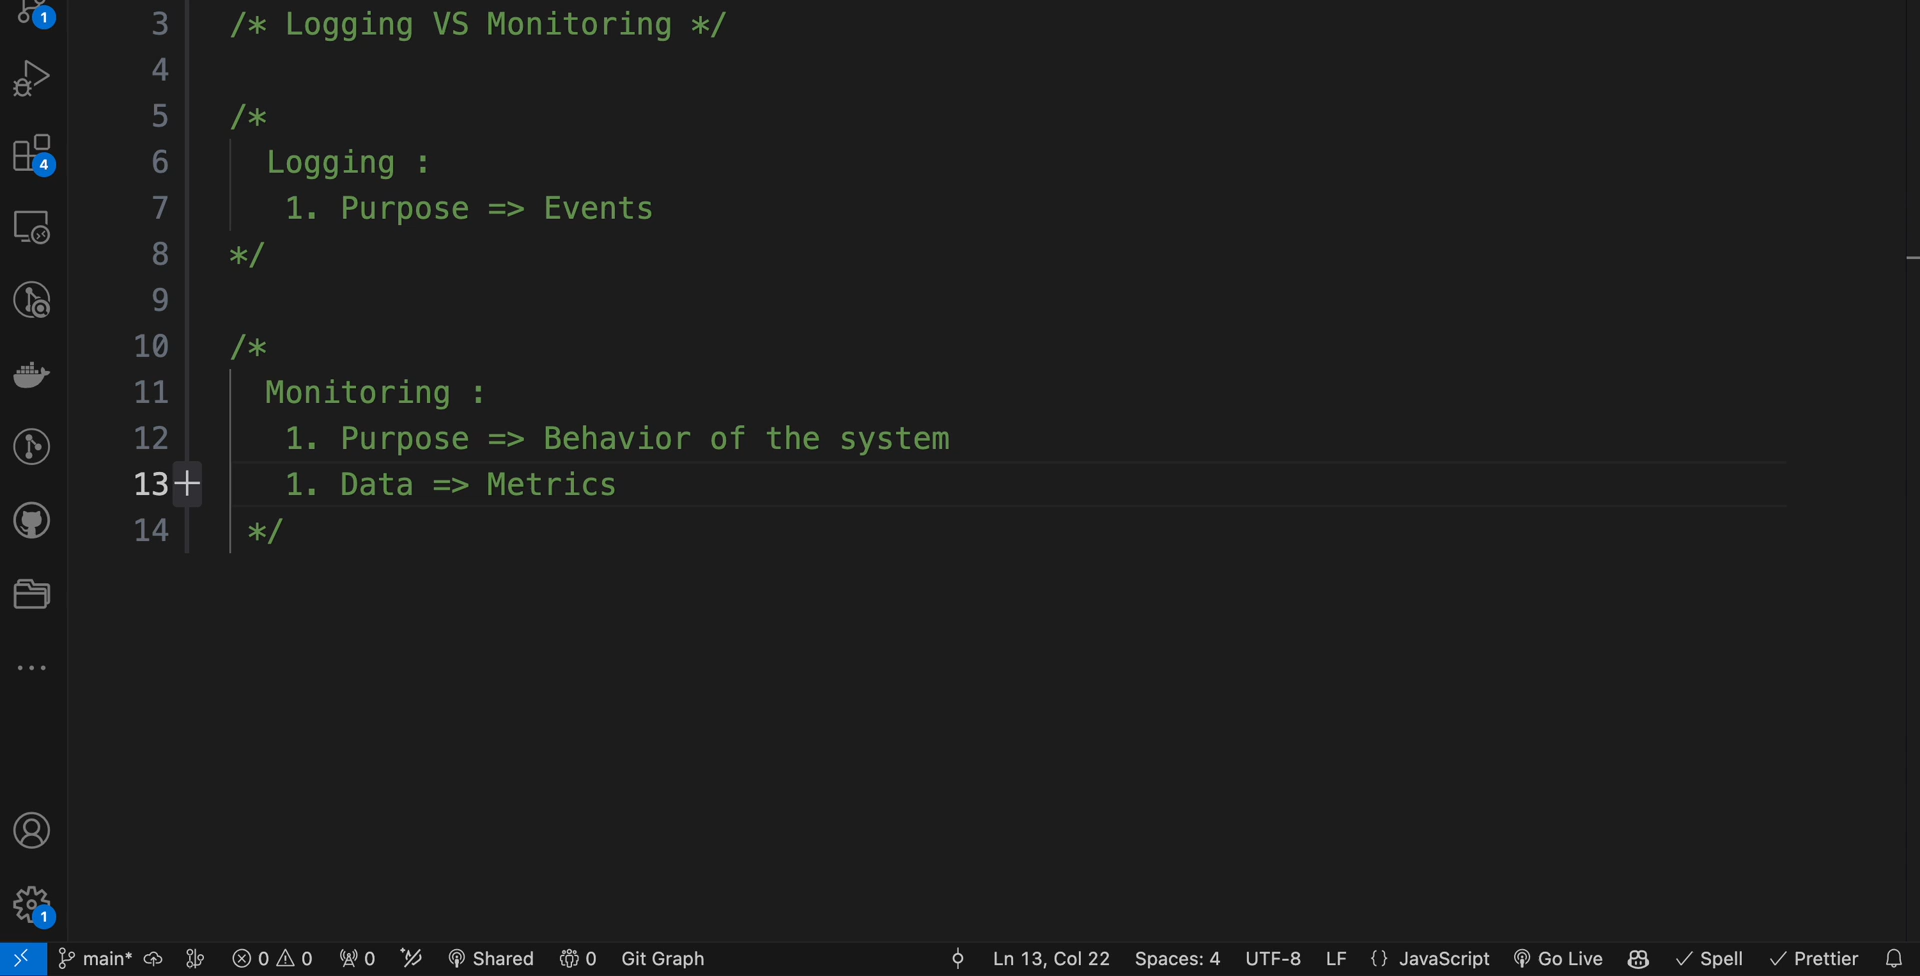 3 /* Logging VS Monitoring */
4
5 /*
6 Logging :
7 1. Purpose => Events
8 */
9
10 /*
11 Monitoring :
12 1. Purpose => Behavior of the system
13 1. Data => Metrics
14 */
1
4
1
main* 0 0 0 Shared 0 Git Graph Ln 13, Col 22 Spaces: 4 UTF-8 LF {} JavaScript Go Live Spell Prettier